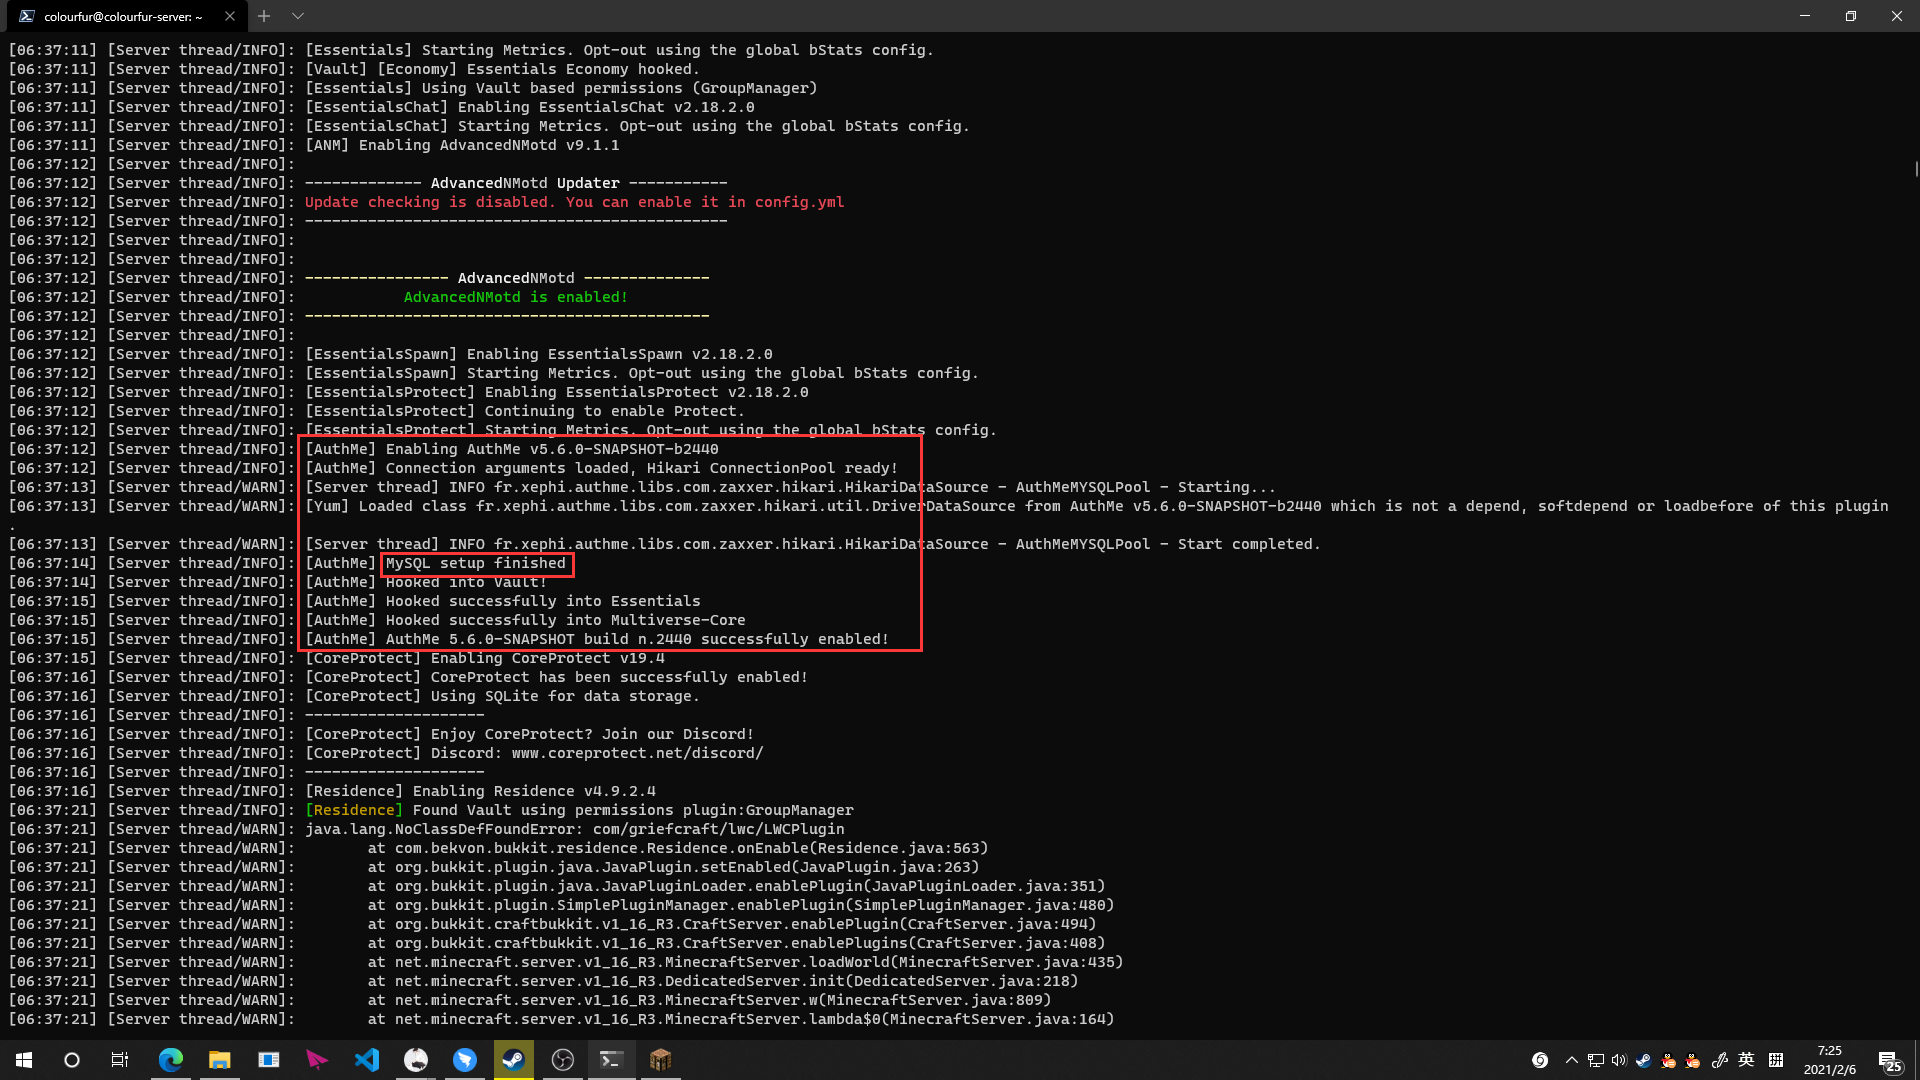 colourfur@colourfur-server: ~
[06:37:11] [Server thread/INFO]: [Essentials] Starting Metrics. Opt-out using the global bStats config.
[06:37:11] [Server thread/INFO]: [Vault] [Economy] Essentials Economy hooked.
[06:37:11] [Server thread/INFO]: [Essentials] Using Vault based permissions (GroupManager)
[06:37:11] [Server thread/INFO]: [EssentialsChat] Enabling EssentialsChat v2.18.2.0
[06:37:11] [Server thread/INFO]: [EssentialsChat] Starting Metrics. Opt-out using the global bStats config.
[06:37:11] [Server thread/INFO]: [ANM] Enabling AdvancedNMotd v9.1.1
[06:37:12] [Server thread/INFO]:
[06:37:12] [Server thread/INFO]: ------------- AdvancedNMotd Updater -----------
[06:37:12] [Server thread/INFO]: Update checking is disabled. You can enable it in config.yml
[06:37:12] [Server thread/INFO]: -----------------------------------------------
[06:37:12] [Server thread/INFO]:
[06:37:12] [Server thread/INFO]:
[06:37:12] [Server thread/INFO]: ---------------- AdvancedNMotd --------------
[06:37:12] [Server thread/INFO]:            AdvancedNMotd is enabled!
[06:37:12] [Server thread/INFO]: ---------------------------------------------
[06:37:12] [Server thread/INFO]:
[06:37:12] [Server thread/INFO]: [EssentialsSpawn] Enabling EssentialsSpawn v2.18.2.0
[06:37:12] [Server thread/INFO]: [EssentialsSpawn] Starting Metrics. Opt-out using the global bStats config.
[06:37:12] [Server thread/INFO]: [EssentialsProtect] Enabling EssentialsProtect v2.18.2.0
[06:37:12] [Server thread/INFO]: [EssentialsProtect] Continuing to enable Protect.
[06:37:12] [Server thread/INFO]: [EssentialsProtect] Starting Metrics. Opt-out using the global bStats config.
[06:37:12] [Server thread/INFO]: [AuthMe] Enabling AuthMe v5.6.0-SNAPSHOT-b2440
[06:37:12] [Server thread/INFO]: [AuthMe] Connection arguments loaded, Hikari ConnectionPool ready!
[06:37:13] [Server thread/WARN]: [Server thread] INFO fr.xephi.authme.libs.com.zaxxer.hikari.HikariDataSource - AuthMeMYSQLPool - Starting...
[06:37:13] [Server thread/WARN]: [Yum] Loaded class fr.xephi.authme.libs.com.zaxxer.hikari.util.DriverDataSource from AuthMe v5.6.0-SNAPSHOT-b2440 which is not a depend, softdepend or loadbefore of this plugin
.
[06:37:13] [Server thread/WARN]: [Server thread] INFO fr.xephi.authme.libs.com.zaxxer.hikari.HikariDataSource - AuthMeMYSQLPool - Start completed.
[06:37:14] [Server thread/INFO]: [AuthMe] MySQL setup finished
[06:37:14] [Server thread/INFO]: [AuthMe] Hooked into Vault!
[06:37:15] [Server thread/INFO]: [AuthMe] Hooked successfully into Essentials
[06:37:15] [Server thread/INFO]: [AuthMe] Hooked successfully into Multiverse-Core
[06:37:15] [Server thread/INFO]: [AuthMe] AuthMe 5.6.0-SNAPSHOT build n.2440 successfully enabled!
[06:37:15] [Server thread/INFO]: [CoreProtect] Enabling CoreProtect v19.4
[06:37:16] [Server thread/INFO]: [CoreProtect] CoreProtect has been successfully enabled!
[06:37:16] [Server thread/INFO]: [CoreProtect] Using SQLite for data storage.
[06:37:16] [Server thread/INFO]: --------------------
[06:37:16] [Server thread/INFO]: [CoreProtect] Enjoy CoreProtect? Join our Discord!
[06:37:16] [Server thread/INFO]: [CoreProtect] Discord: www.coreprotect.net/discord/
[06:37:16] [Server thread/INFO]: --------------------
[06:37:16] [Server thread/INFO]: [Residence] Enabling Residence v4.9.2.4
[06:37:21] [Server thread/INFO]: [Residence] Found Vault using permissions plugin:GroupManager
[06:37:21] [Server thread/WARN]: java.lang.NoClassDefFoundError: com/griefcraft/lwc/LWCPlugin
[06:37:21] [Server thread/WARN]:        at com.bekvon.bukkit.residence.Residence.onEnable(Residence.java:563)
[06:37:21] [Server thread/WARN]:        at org.bukkit.plugin.java.JavaPlugin.setEnabled(JavaPlugin.java:263)
[06:37:21] [Server thread/WARN]:        at org.bukkit.plugin.java.JavaPluginLoader.enablePlugin(JavaPluginLoader.java:351)
[06:37:21] [Server thread/WARN]:        at org.bukkit.plugin.SimplePluginManager.enablePlugin(SimplePluginManager.java:480)
[06:37:21] [Server thread/WARN]:        at org.bukkit.craftbukkit.v1_16_R3.CraftServer.enablePlugin(CraftServer.java:494)
[06:37:21] [Server thread/WARN]:        at org.bukkit.craftbukkit.v1_16_R3.CraftServer.enablePlugins(CraftServer.java:408)
[06:37:21] [Server thread/WARN]:        at net.minecraft.server.v1_16_R3.MinecraftServer.loadWorld(MinecraftServer.java:435)
[06:37:21] [Server thread/WARN]:        at net.minecraft.server.v1_16_R3.DedicatedServer.init(DedicatedServer.java:218)
[06:37:21] [Server thread/WARN]:        at net.minecraft.server.v1_16_R3.MinecraftServer.w(MinecraftServer.java:809)
[06:37:21] [Server thread/WARN]:        at net.minecraft.server.v1_16_R3.MinecraftServer.lambda$0(MinecraftServer.java:164)
英 拼
7:25
2021/2/6
25